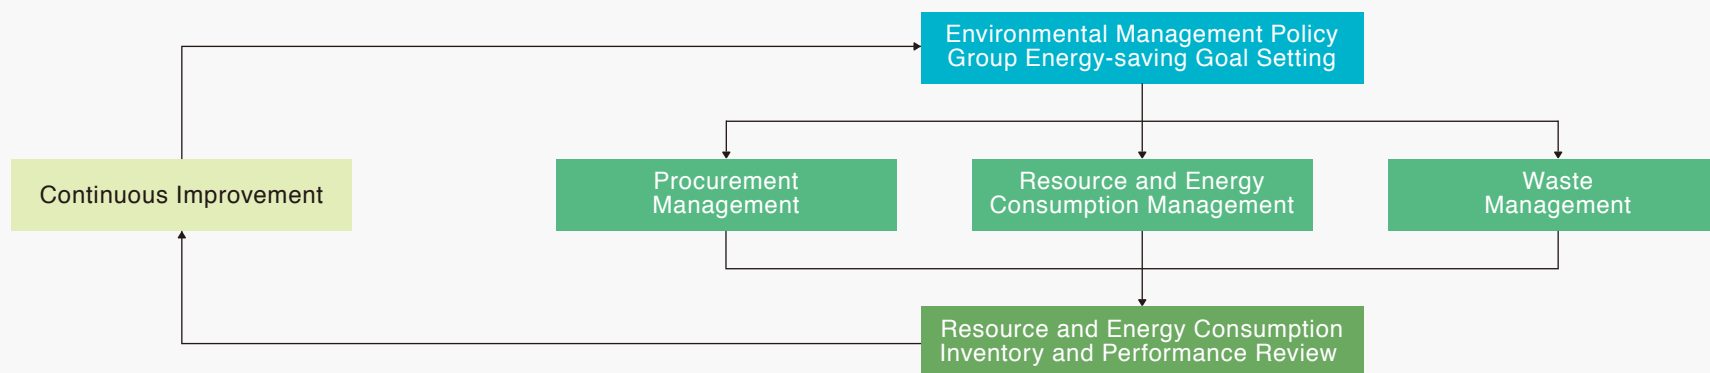 Environmental Management Policy
Group Energy-saving Goal Setting
Continuous Improvement
Procurement
Management
Resource and Energy
Consumption Management
Waste
Management
Resource and Energy Consumption
Inventory and Performance Review